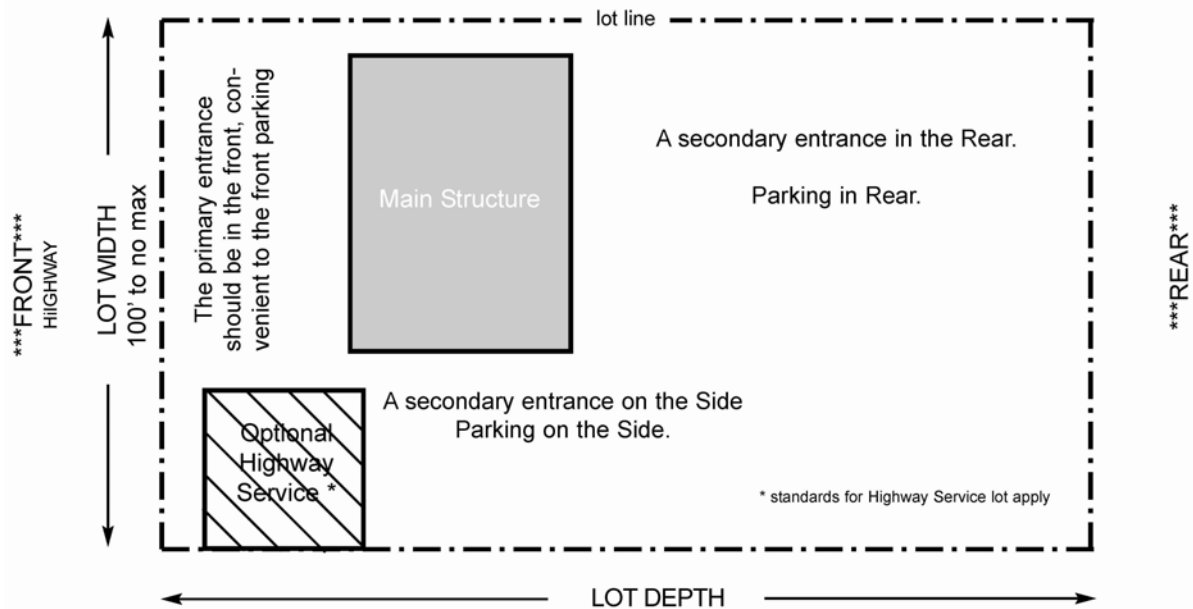 lot line
***FRONT***
HiIGHWAY
LOT WIDTH
100' to no max
The primary entrance
should be in the front, con-
venient to the front parking
Main Structure
A secondary entrance in the Rear.
Parking in Rear.
***REAR***
A secondary entrance on the Side
Parking on the Side.
Optional
Highway
Service *
* standards for Highway Service lot apply
LOT DEPTH